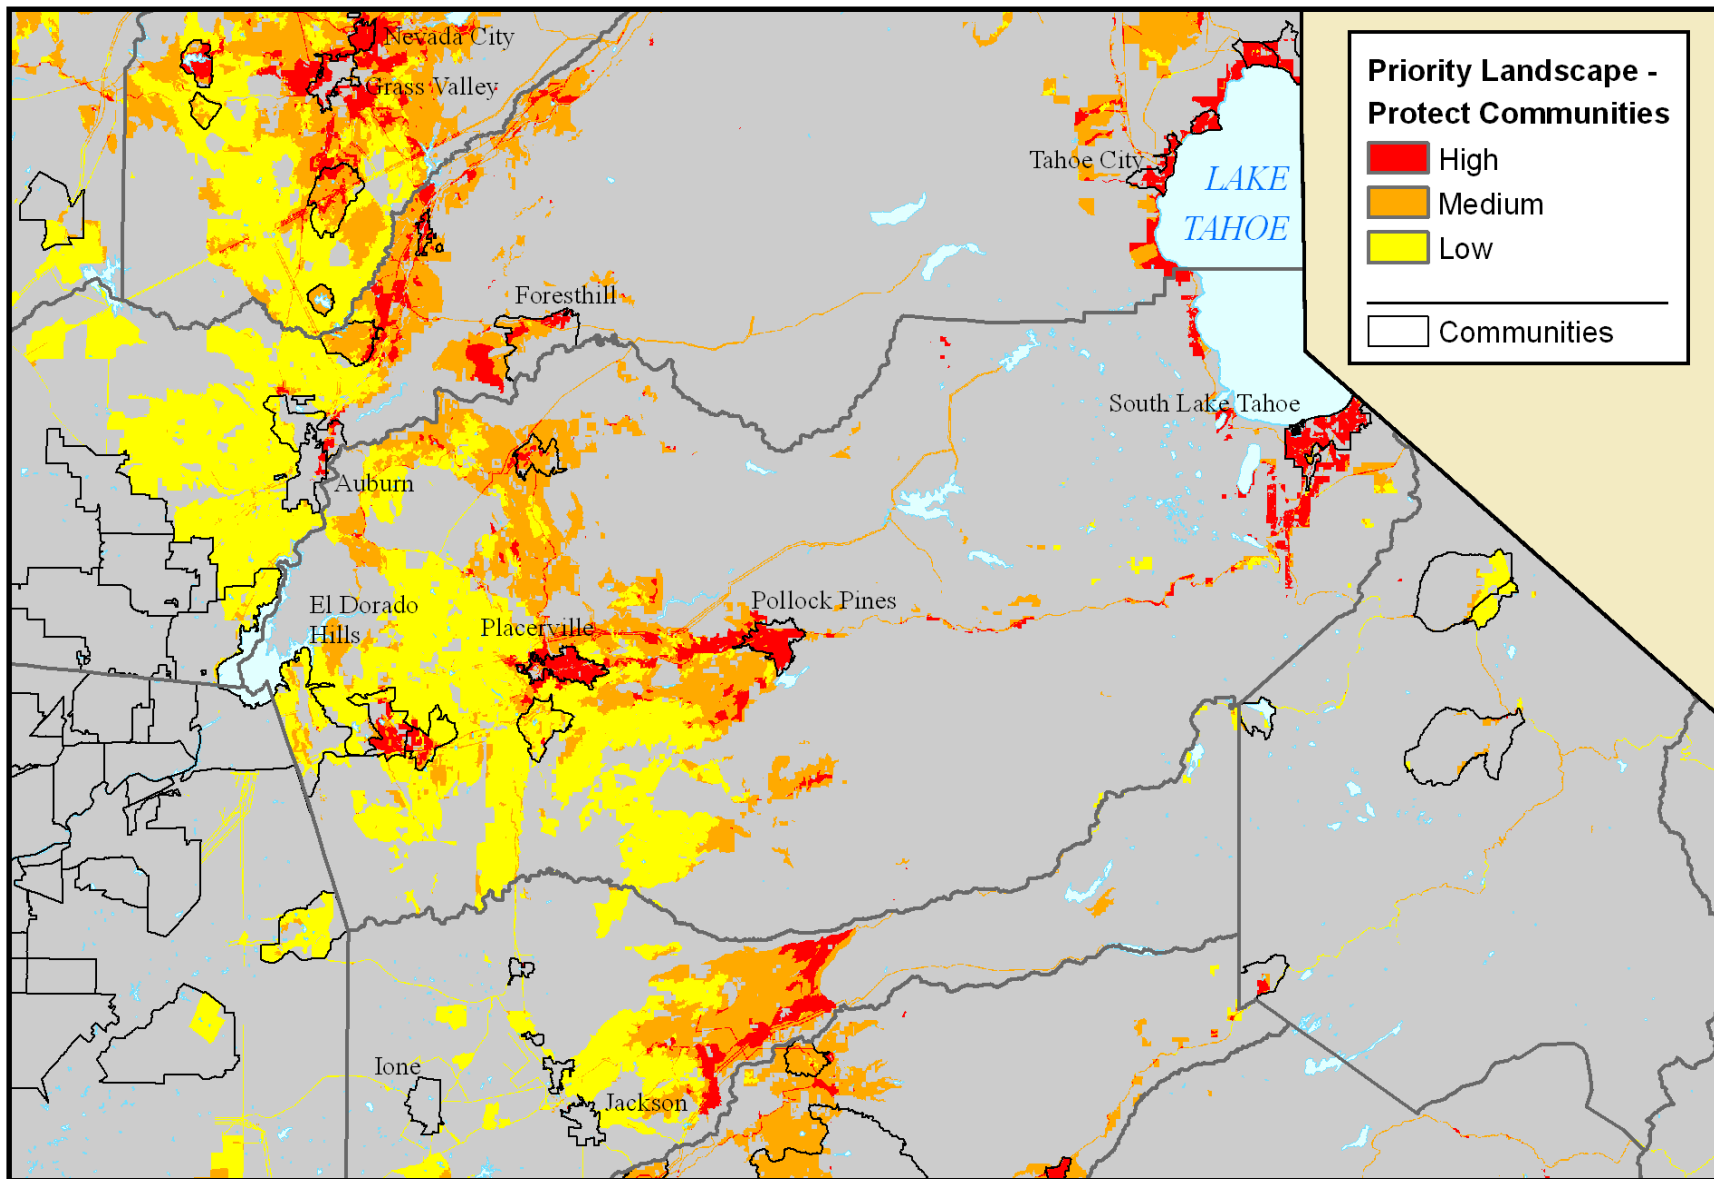 Nevada City
Grass Valley
Priority Landscape -
Protect Communities
High
Medium
Low
Communities
Tahoe City
LAKE
TAHOE
Foresthill
South Lake Tahoe
Auburn
El Dorado
Hills
Placerville
Pollock Pines
Ione
Jackson